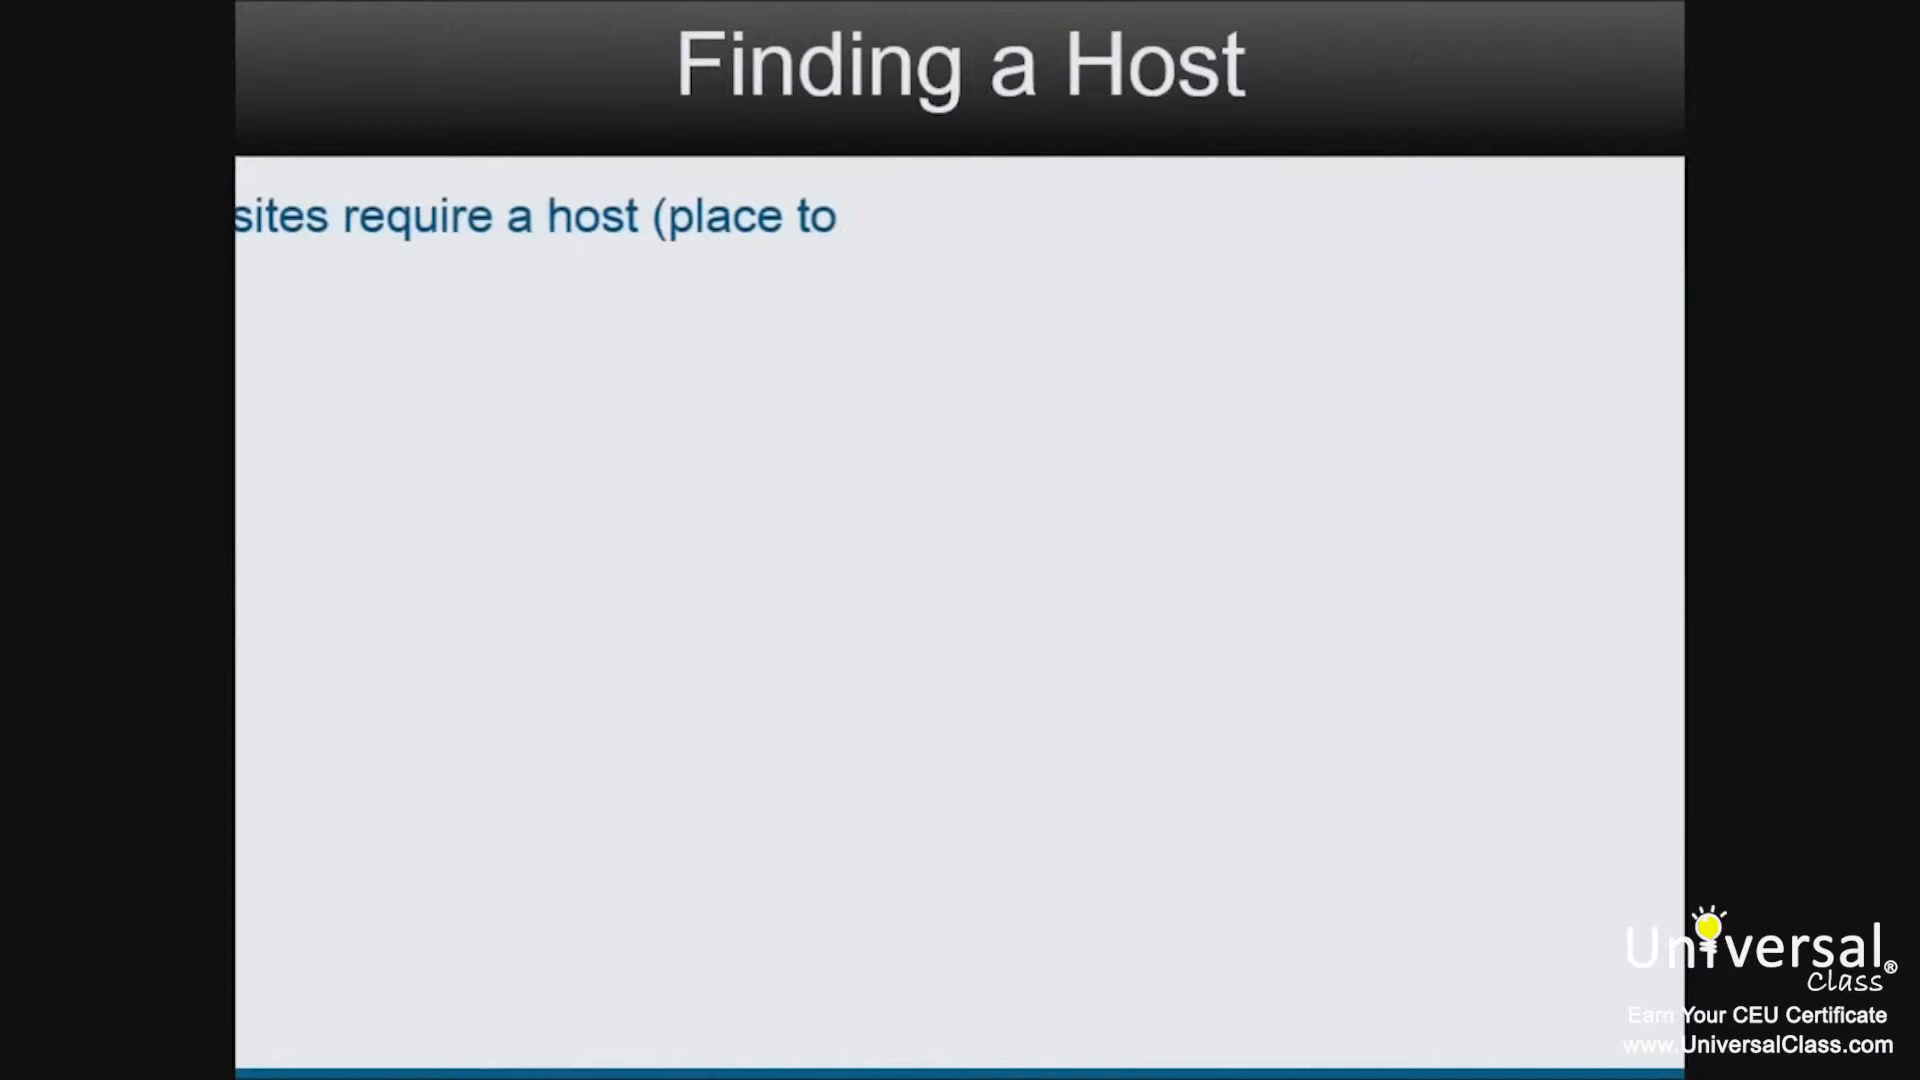 Finding a Host
sites require a host (place to
Universal®
Class
Earn Your CEU Certificate
www.UniversalClass.com